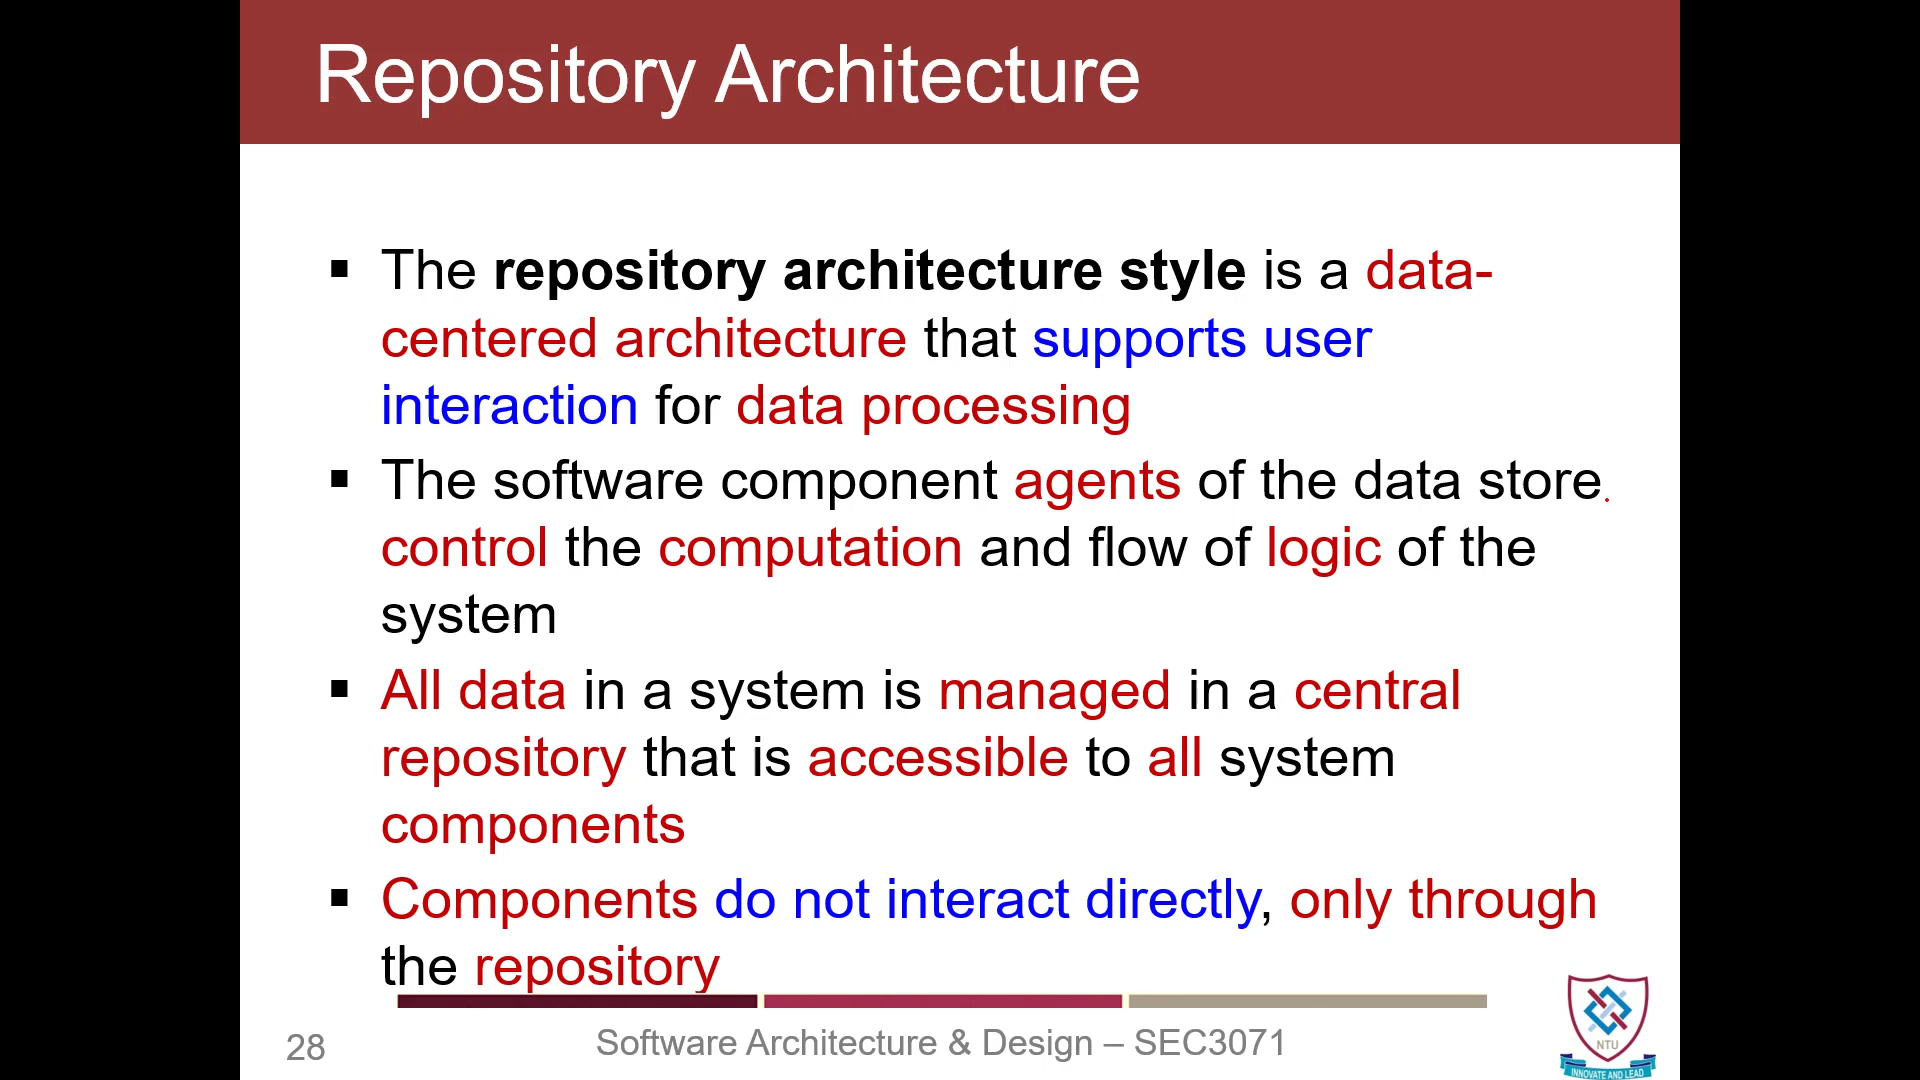 Repository Architecture
▪ The repository architecture style is a data-
centered architecture that supports user
interaction for data processing
▪ The software component agents of the data store.
control the computation and flow of logic of the
system
▪ All data in a system is managed in a central
repository that is accessible to all system
components
▪ Components do not interact directly, only through
the repository
28
Software Architecture & Design – SEC3071
NTU
INNOVATE AND LEAD